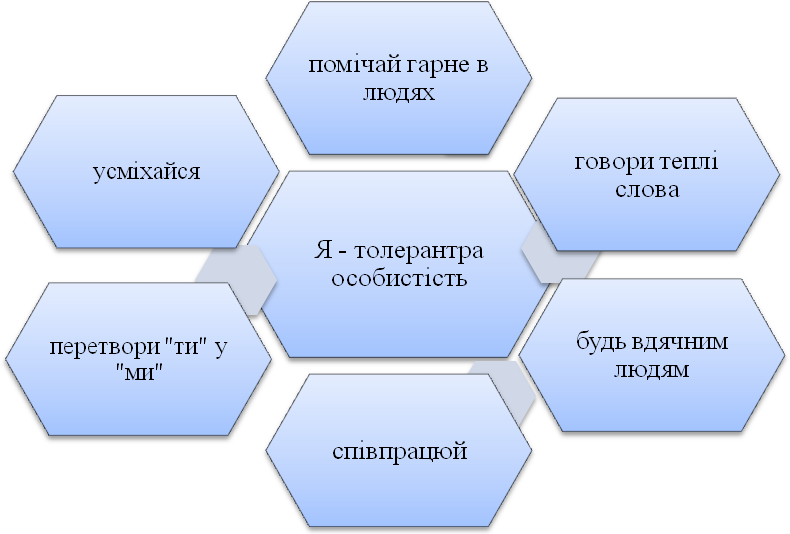 помічай гарне в
людях
говори теплі
слова
усміхайся
Я - толерантра
особистість
будь вдячним
людям
перетвори "ти" у
"ми"
співпрацюй